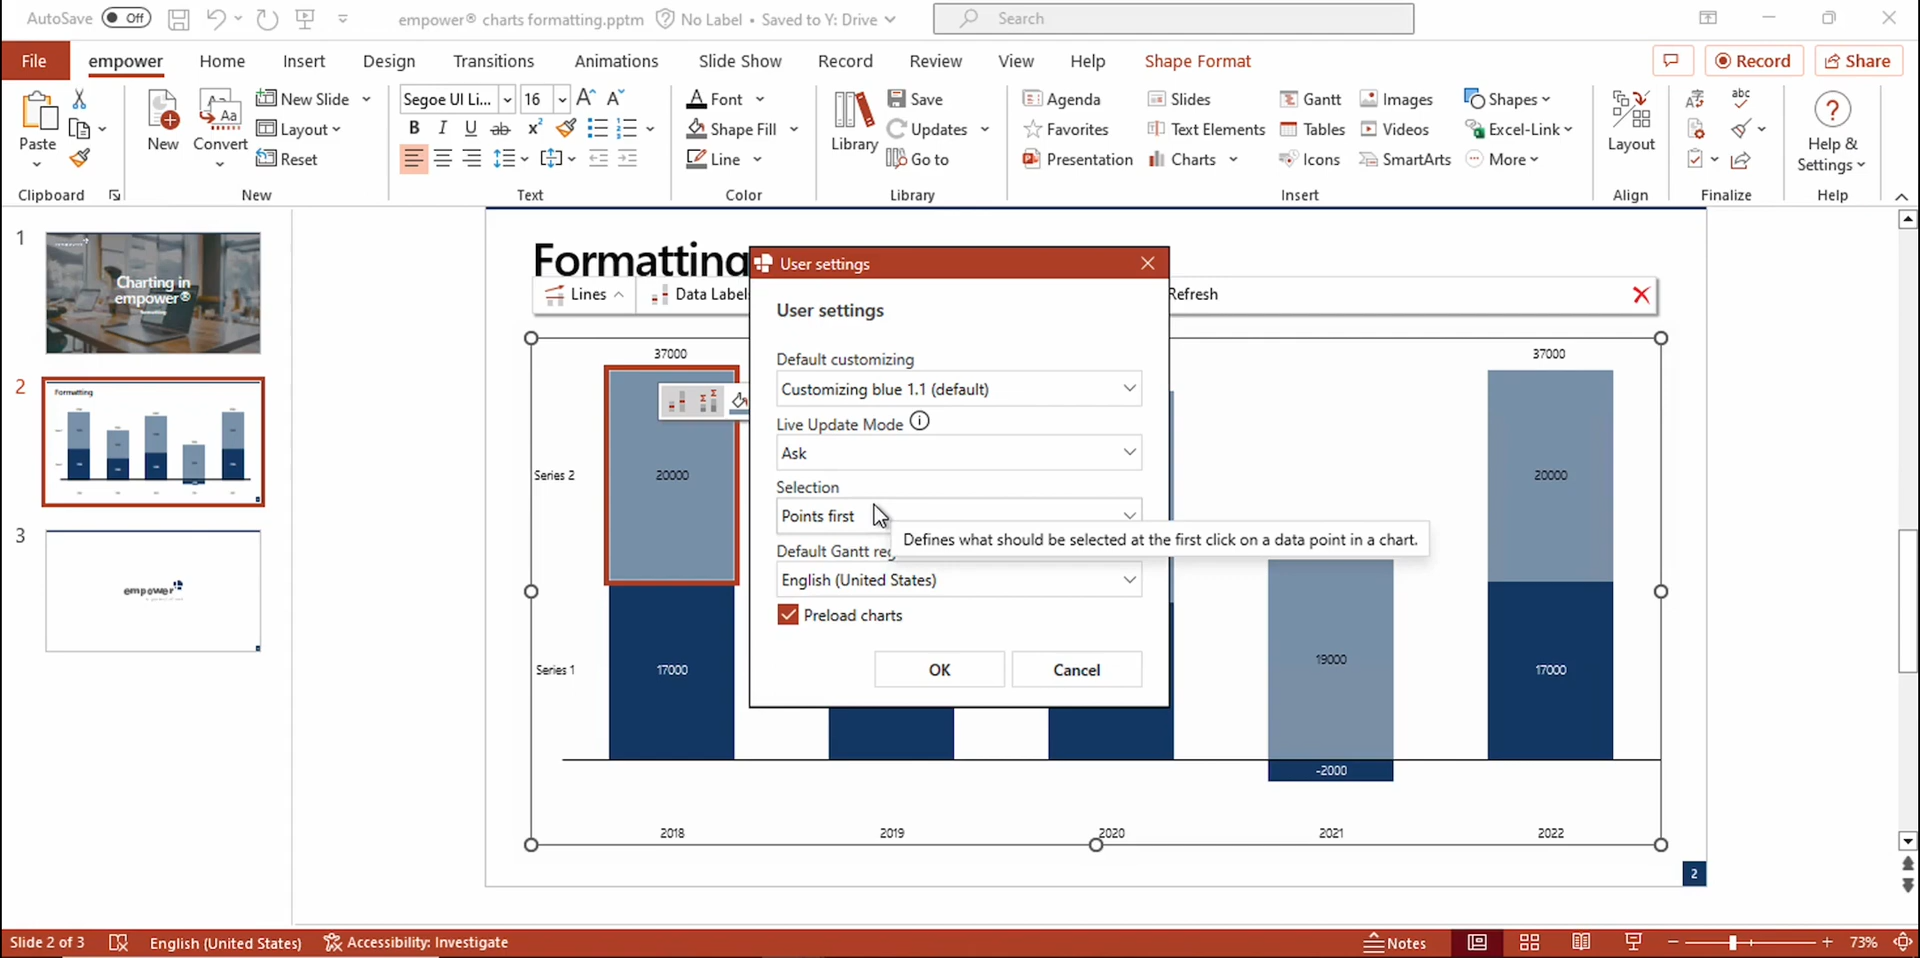 AutoSave Off empower® charts formatting.pptm No Label • Saved to Y: Drive Search
File empower Home Insert Design Transitions Animations Slide Show Record Review View Help Shape Format Record Share
Paste
Clipboard
New
Convert
New Slide
Layout
Reset
New
Segoe UI Li... 16
B I U ab x²
Text
Font
Shape Fill
Line
Color
Library
Save
Updates
Go to
Library
Agenda Slides Gantt Images Shapes
Favorites Text Elements Tables Videos Excel-Link
Presentation Charts Icons SmartArts More
Insert
Layout
Align
abc
Finalize
Help &
Settings
Help
1
Charting in
empower®
2
Formatting
3
empower
Formatting
Lines Data Label Refresh
User settings
User settings
Default customizing
Customizing blue 1.1 (default)
Live Update Mode
Ask
Selection
Points first
Defines what should be selected at the first click on a data point in a chart.
Default Gantt reg
English (United States)
Preload charts
OK Cancel
37000 37000
Series 2 20000 20000
19000
Series 1 17000 17000
-2000
2018 2019 2020 2021 2022
2
Slide 2 of 3 English (United States) Accessibility: Investigate Notes 73%